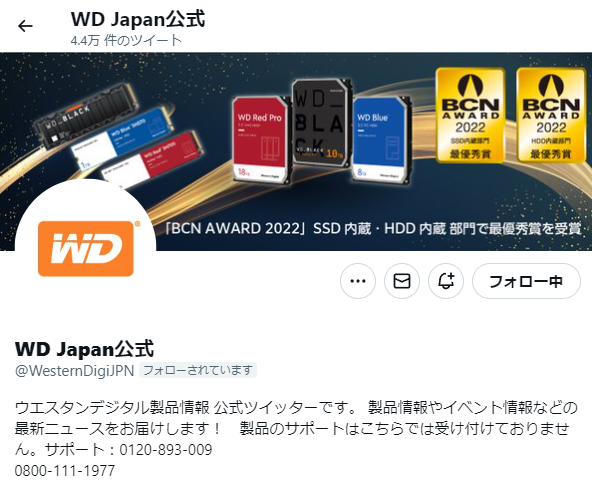 WD Japan公式
4.4万 件のツイート
WD_BLACK
WD Blue SN570
1TB
WD Red SN700
WD Red Pro
18TB
WD_BLACK
10TB
WD Blue
8TB
BCN
AWARD
2022
SSD内蔵部門
最優秀賞
BCN
AWARD
2022
HDD内蔵部門
最優秀賞
「BCN AWARD 2022」SSD 内蔵・HDD 内蔵 部門で最優秀賞を受賞
WD®
フォロー中
WD Japan公式
@WesternDigiJPN フォローされています
ウエスタンデジタル製品情報 公式ツイッターです。 製品情報やイベント情報などの
最新ニュースをお届けします！　製品のサポートはこちらでは受け付けておりませ
ん。サポート：0120-893-009
0800-111-1977